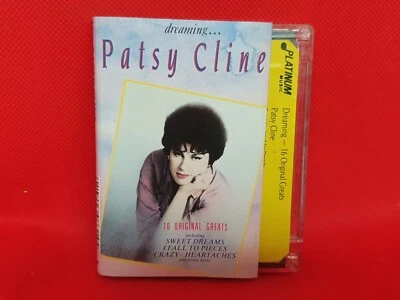 dreaming...
Patsy Cline
16 ORIGINAL GREATS
including
SWEET DREAMS
I FALL TO PIECES
CRAZY · HEARTACHES
PLATINUM
MUSIC
Dreaming — 16 Original Greats
Patsy Cline